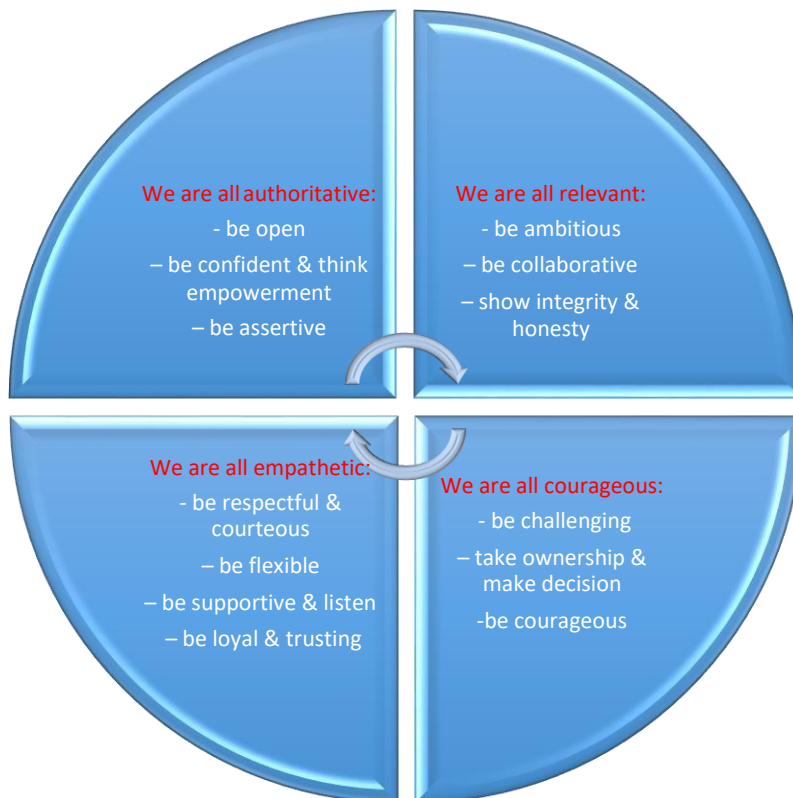 We are all authoritative:
- be open
– be confident & think
empowerment
– be assertive
We are all relevant:
- be ambitious
– be collaborative
– show integrity &
honesty
We are all empathetic:
- be respectful &
courteous
– be flexible
– be supportive & listen
– be loyal & trusting
We are all courageous:
- be challenging
– take ownership &
make decision
-be courageous